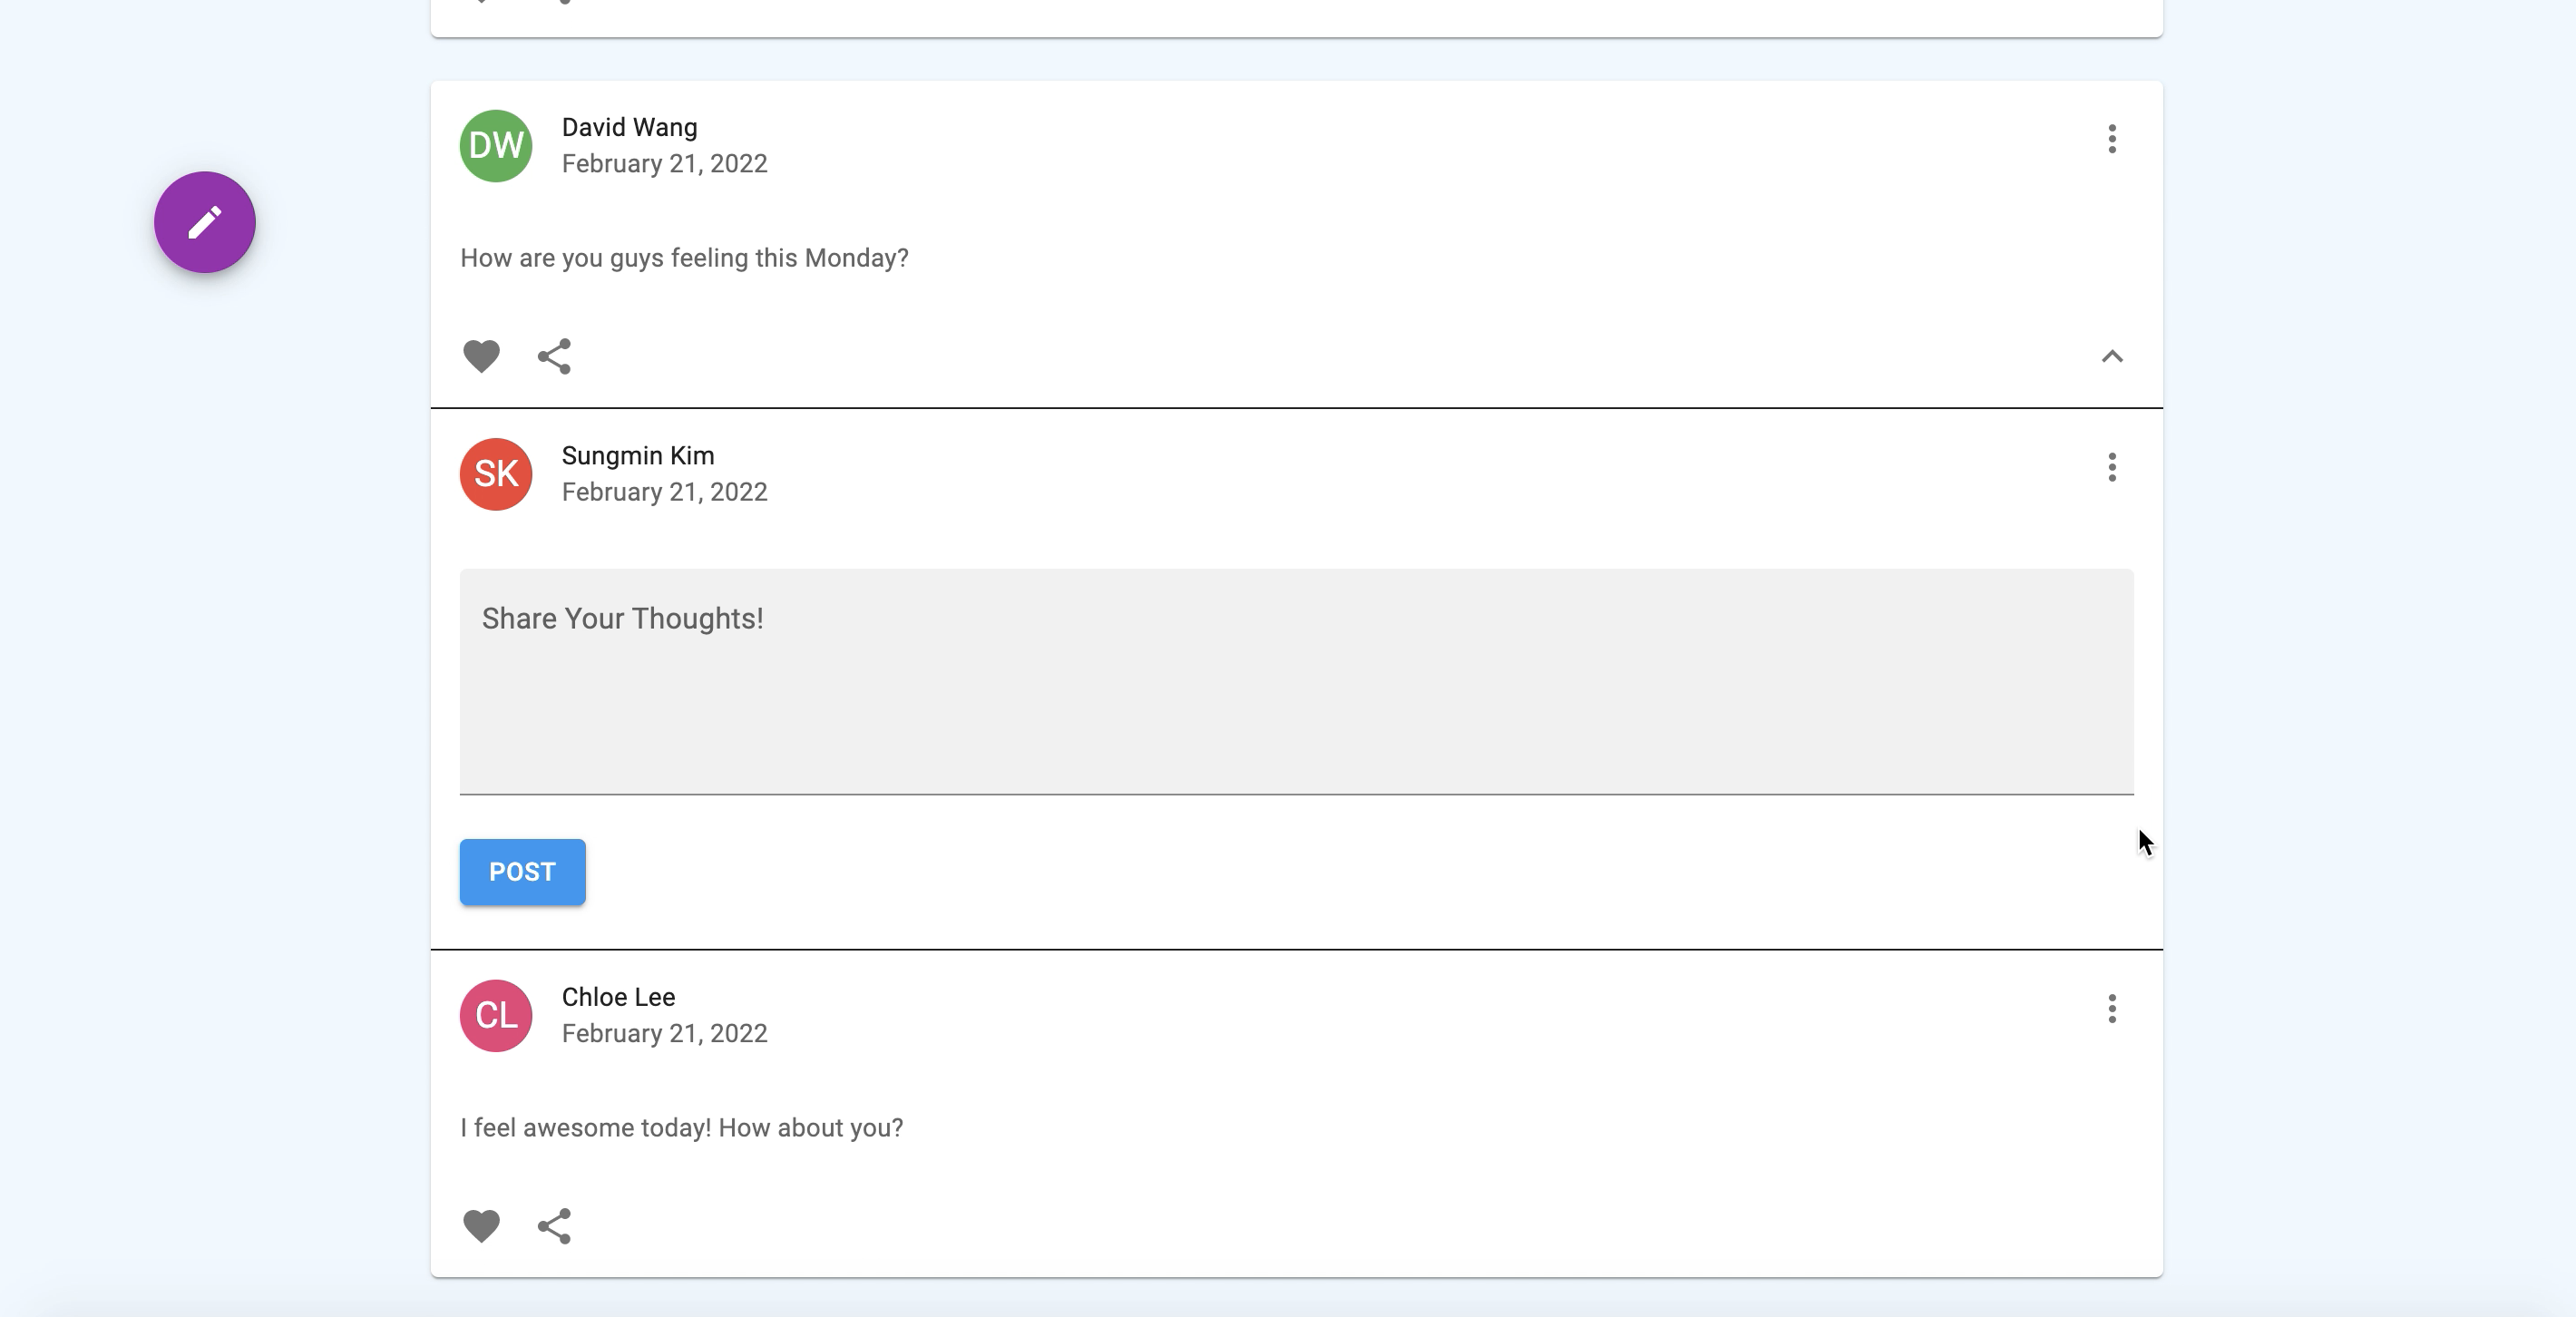 DW
David Wang
February 21, 2022
How are you guys feeling this Monday?
SK
Sungmin Kim
February 21, 2022
Share Your Thoughts!
POST
CL
Chloe Lee
February 21, 2022
I feel awesome today! How about you?